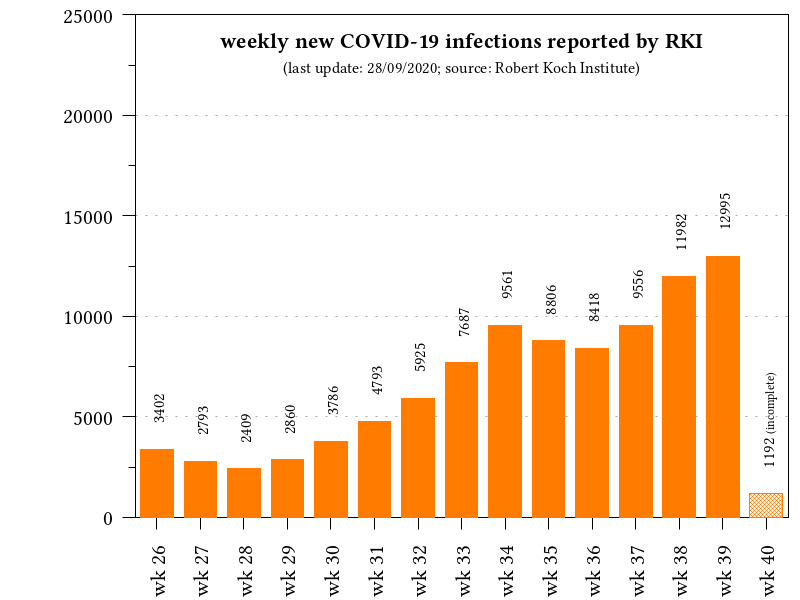 weekly new COVID-19 infections reported by RKI
(last update: 28/09/2020; source: Robert Koch Institute)
25000
20000
15000
10000
5000
0
3402
2793
2409
2860
3786
4793
5925
7687
9561
8806
8418
9556
11982
12995
1192 (incomplete)
wk 26
wk 27
wk 28
wk 29
wk 30
wk 31
wk 32
wk 33
wk 34
wk 35
wk 36
wk 37
wk 38
wk 39
wk 40